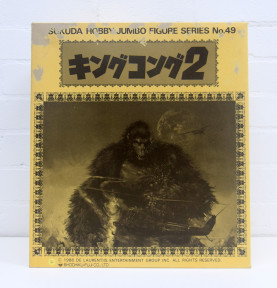 TSUKUDA HOBBY JUMBO FIGURE SERIES No.49
キングコング2
© 1986 DE LAURENTIIS ENTERTAINMENT GROUP INC. ALL RIGHTS RESERVED.